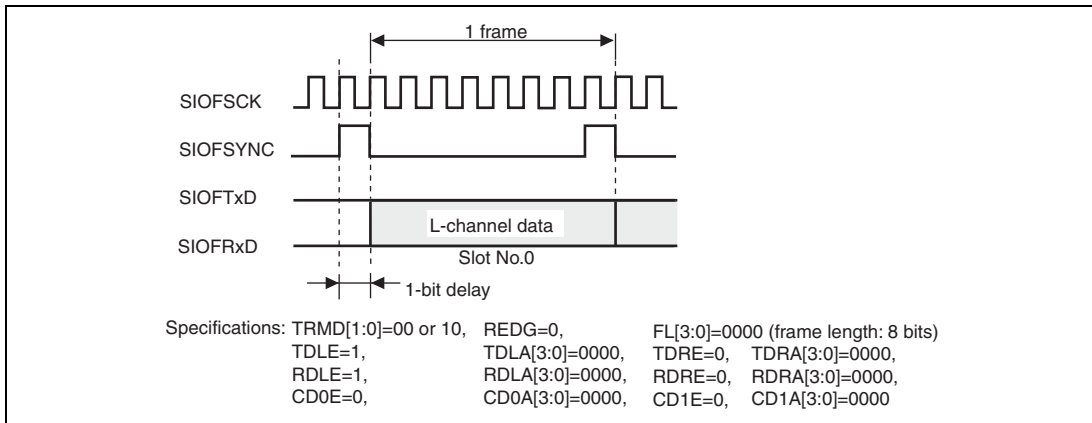 1 frame
SIOFSCK
SIOFSYNC
SIOFTxD
L-channel data
SIOFRxD
Slot No.0
1-bit delay
Specifications: TRMD[1:0]=00 or 10, REDG=0, FL[3:0]=0000 (frame length: 8 bits)
TDLE=1, TDLA[3:0]=0000, TDRE=0, TDRA[3:0]=0000,
RDLE=1, RDLA[3:0]=0000, RDRE=0, RDRA[3:0]=0000,
CD0E=0, CD0A[3:0]=0000, CD1E=0, CD1A[3:0]=0000